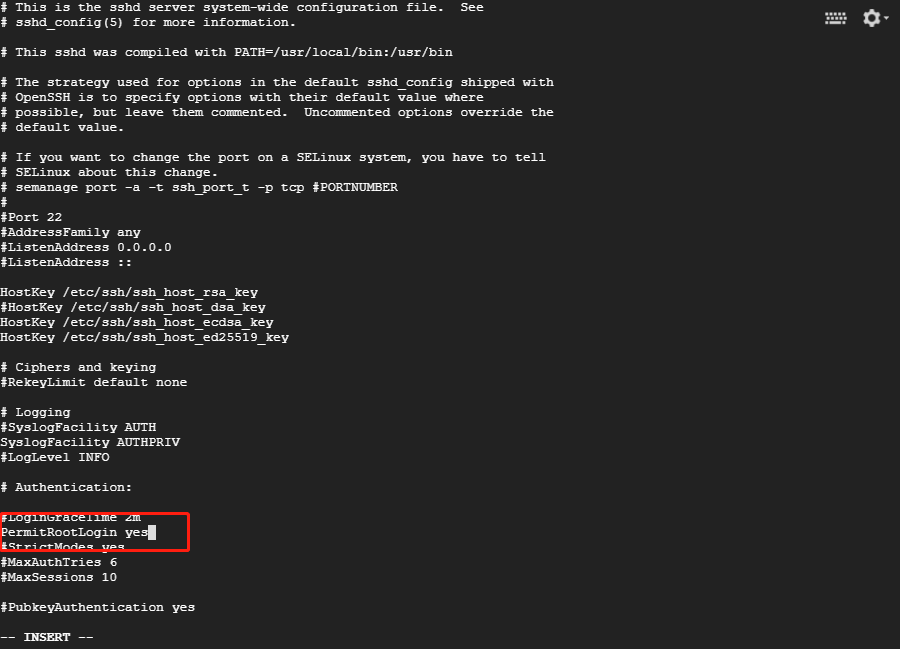 # This is the sshd server system-wide configuration file.  See
# sshd_config(5) for more information.
# This sshd was compiled with PATH=/usr/local/bin:/usr/bin
# The strategy used for options in the default sshd_config shipped with
# OpenSSH is to specify options with their default value where
# possible, but leave them commented.  Uncommented options override the
# default value.
# If you want to change the port on a SELinux system, you have to tell
# SELinux about this change.
# semanage port -a -t ssh_port_t -p tcp #PORTNUMBER
#
#Port 22
#AddressFamily any
#ListenAddress 0.0.0.0
#ListenAddress ::
HostKey /etc/ssh/ssh_host_rsa_key
#HostKey /etc/ssh/ssh_host_dsa_key
HostKey /etc/ssh/ssh_host_ecdsa_key
HostKey /etc/ssh/ssh_host_ed25519_key
# Ciphers and keying
#RekeyLimit default none
# Logging
#SyslogFacility AUTH
SyslogFacility AUTHPRIV
#LogLevel INFO
# Authentication:
#LoginGraceTime 2m
PermitRootLogin yes
#StrictModes yes
#MaxAuthTries 6
#MaxSessions 10
#PubkeyAuthentication yes
-- INSERT --